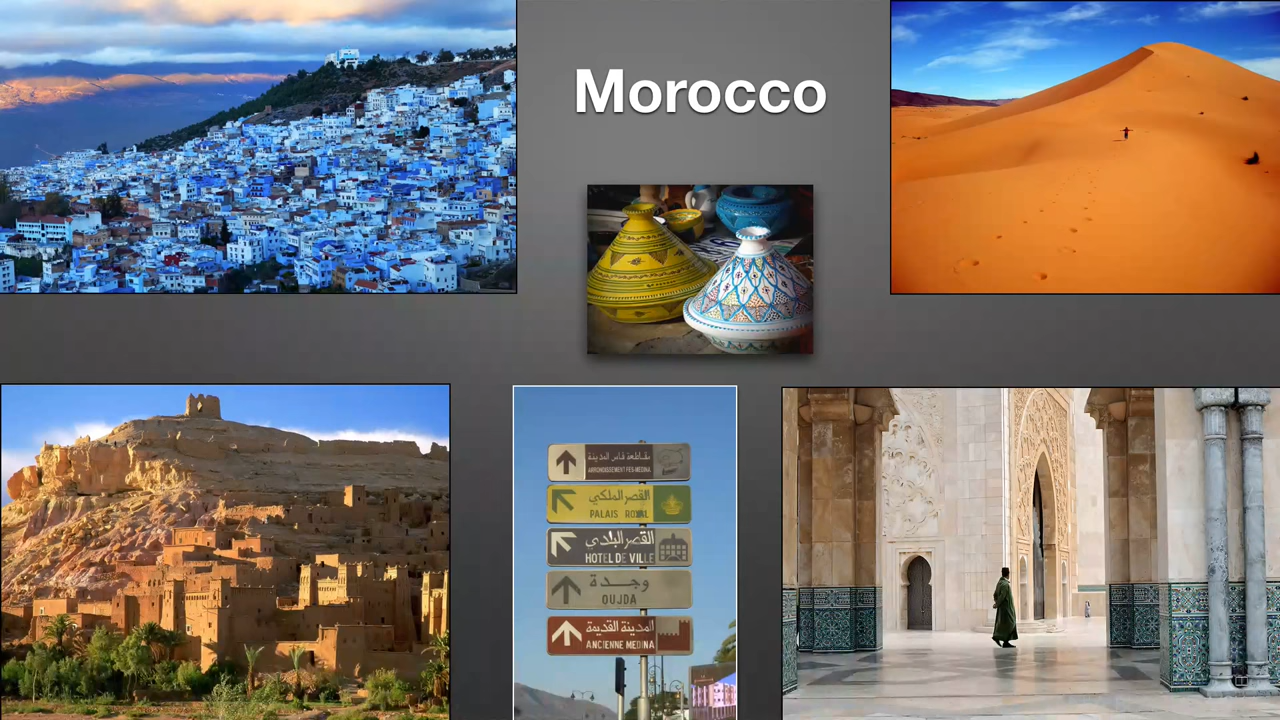 Morocco
مقاطعة فاس المدينة
ARRONDISSEMENT FES-MEDINA
القصر الملكي
PALAIS ROYAL
القصر البلدي
HOTEL DE VILLE
وجدة
OUJDA
المدينة القديمة
ANCIENNE MEDINA